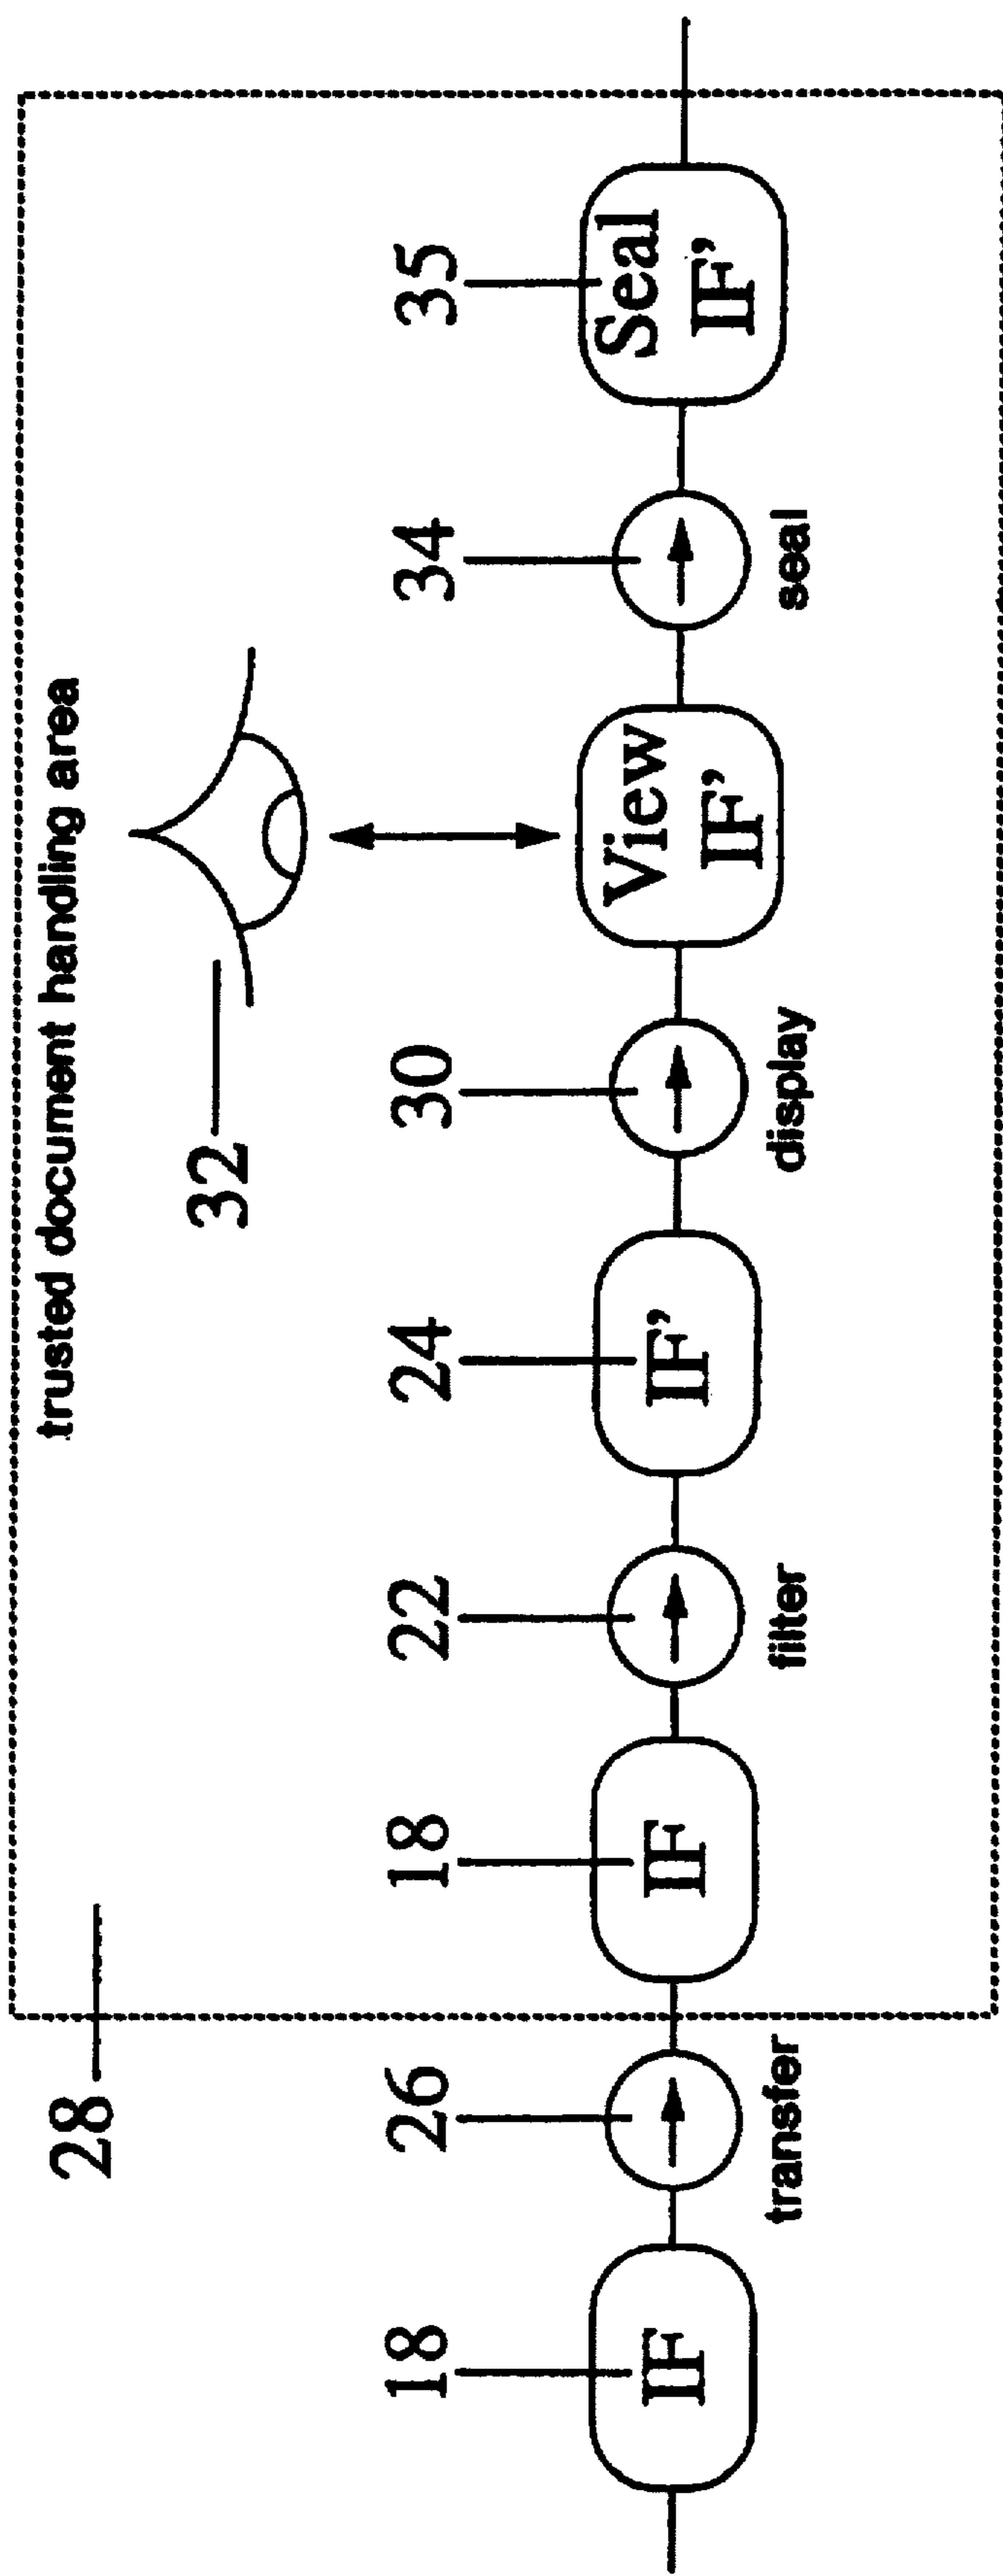 trusted document handling area
28
32
18
26
18
22
24
30
34
35
IF
IF
IF'
View
IF'
Seal
IF'
transfer
filter
display
seal